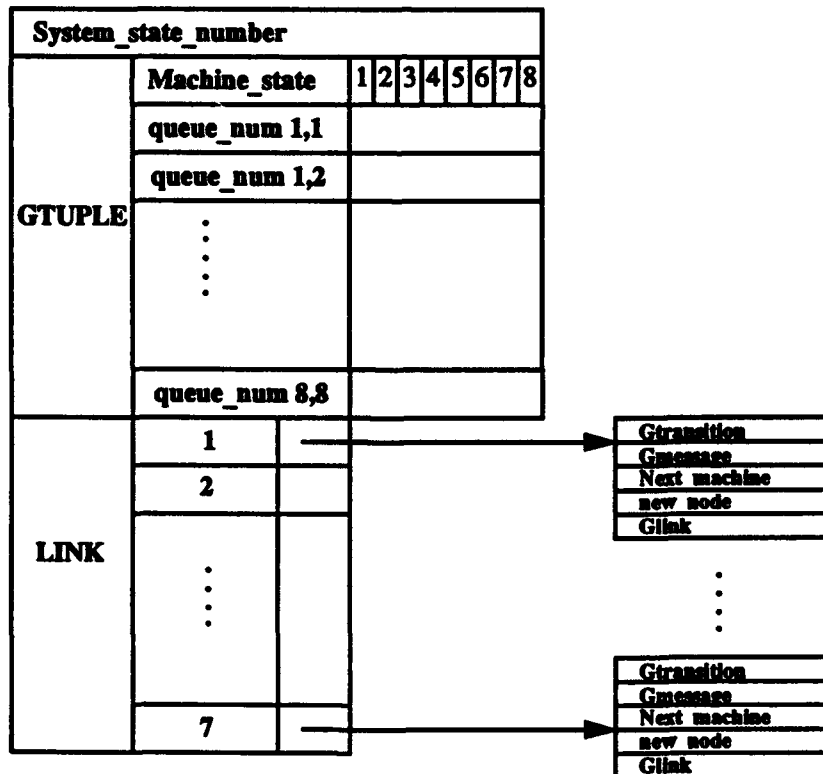 System_state_number
Machine_state 1 2 3 4 5 6 7 8
queue_num 1,1
queue_num 1,2
GTUPLE
queue_num 8,8
LINK
1
2
7
Gtransition
Gmessage
Next machine
new node
Glink
Gtransition
Gmessage
Next machine
new node
Glink